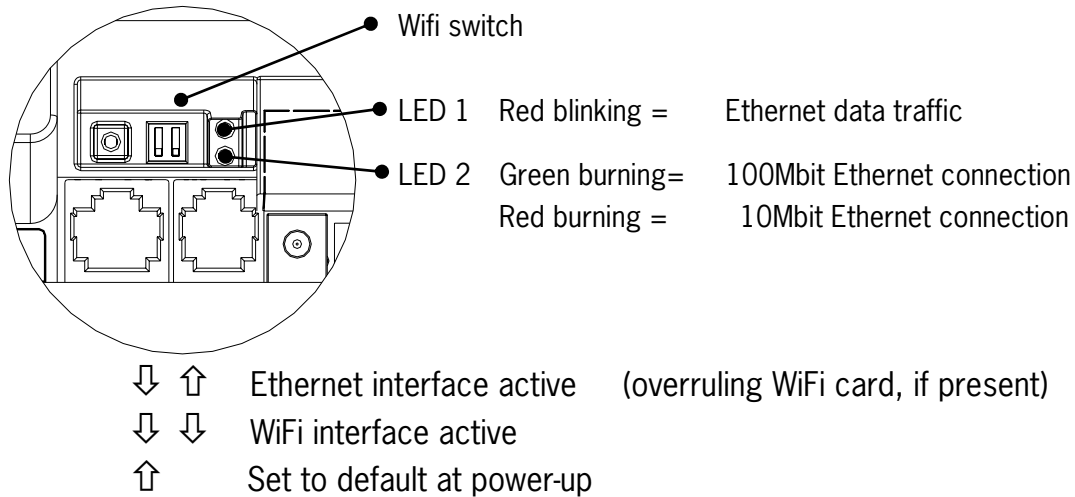 Wifi switch
LED 1 Red blinking = Ethernet data traffic
LED 2 Green burning= 100Mbit Ethernet connection
Red burning = 10Mbit Ethernet connection
⇩ ⇧ Ethernet interface active (overruling WiFi card, if present)
⇩ ⇩ WiFi interface active
⇧ Set to default at power-up